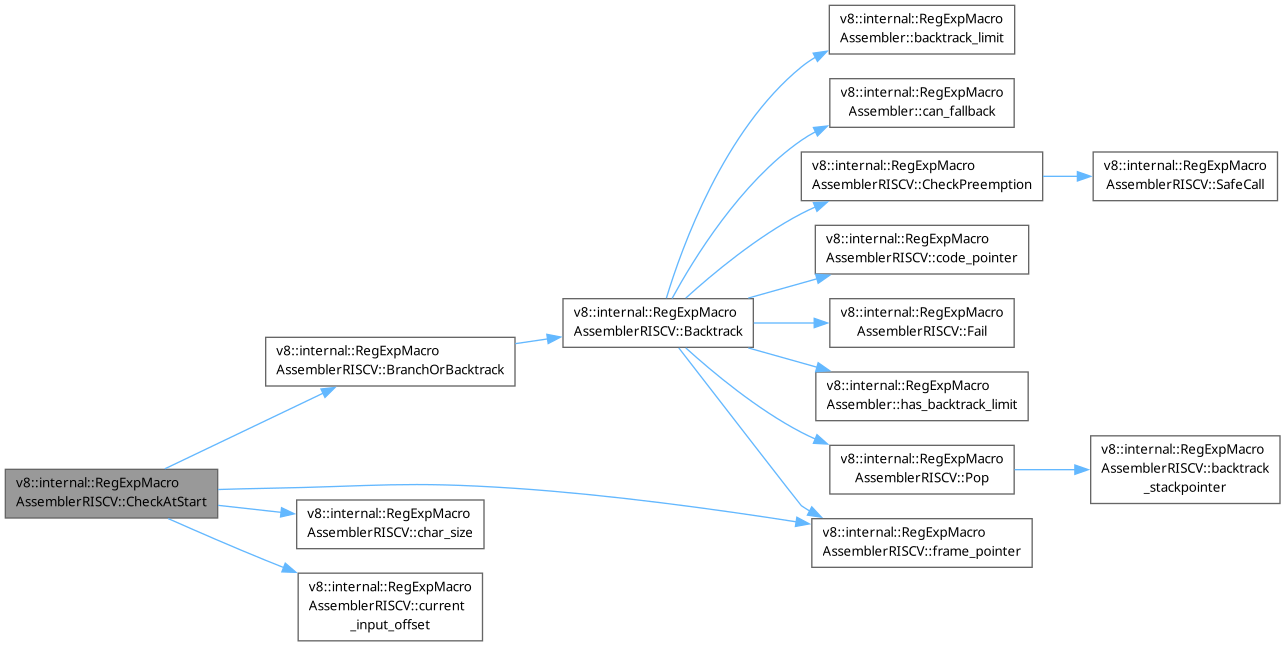 v8::internal::RegExpMacro
Assembler::backtrack_limit
v8::internal::RegExpMacro
Assembler::can_fallback
v8::internal::RegExpMacro
AssemblerRISCV::CheckPreemption
v8::internal::RegExpMacro
AssemblerRISCV::SafeCall
v8::internal::RegExpMacro
AssemblerRISCV::code_pointer
v8::internal::RegExpMacro
AssemblerRISCV::Backtrack
v8::internal::RegExpMacro
AssemblerRISCV::Fail
v8::internal::RegExpMacro
AssemblerRISCV::BranchOrBacktrack
v8::internal::RegExpMacro
Assembler::has_backtrack_limit
v8::internal::RegExpMacro
AssemblerRISCV::Pop
v8::internal::RegExpMacro
AssemblerRISCV::backtrack
_stackpointer
v8::internal::RegExpMacro
AssemblerRISCV::CheckAtStart
v8::internal::RegExpMacro
AssemblerRISCV::char_size
v8::internal::RegExpMacro
AssemblerRISCV::frame_pointer
v8::internal::RegExpMacro
AssemblerRISCV::current
_input_offset